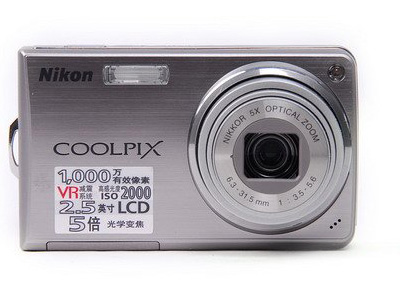 Nikon
NIKKOR 5X OPTICAL ZOOM
COOLPIX
6.3-31.5mm 1:3.5-5.6
1,000万有效像素
VR减震系统 高感光度ISO 2000
2.5英寸LCD
5倍 光学变焦